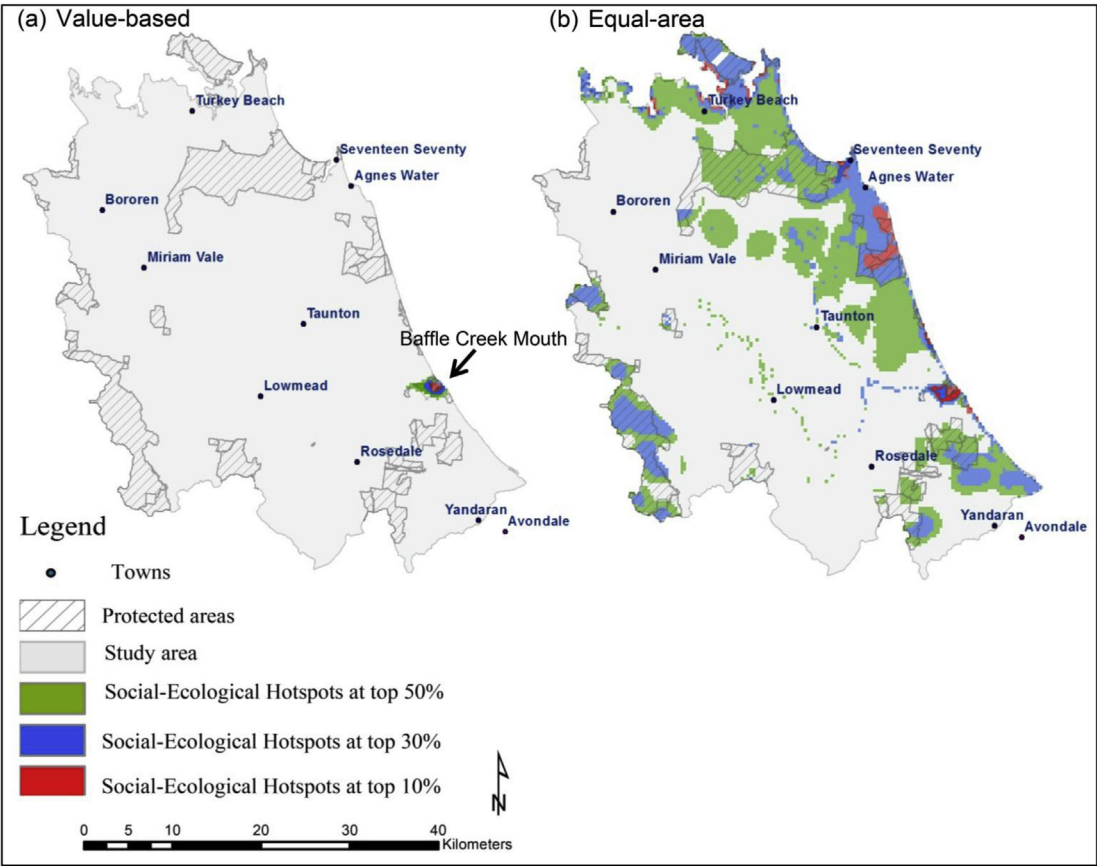 (a) Value-based
(b) Equal-area
Turkey Beach
Seventeen Seventy
Agnes Water
Bororen
Miriam Vale
Taunton
Baffle Creek Mouth
Lowmead
Rosedale
Yandaran
Avondale
Turkey Beach
Seventeen Seventy
Agnes Water
Bororen
Miriam Vale
Taunton
Lowmead
Rosedale
Yandaran
Avondale
Legend
Towns
Protected areas
Study area
Social-Ecological Hotspots at top 50%
Social-Ecological Hotspots at top 30%
Social-Ecological Hotspots at top 10%
N
0 5 10 20 30 40
Kilometers